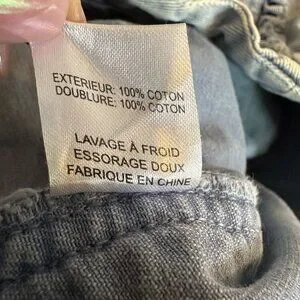 EXTERIEUR: 100% COTON
DOUBLURE: 100% COTON
LAVAGE À FROID
ESSORAGE DOUX
FABRIQUE EN CHINE